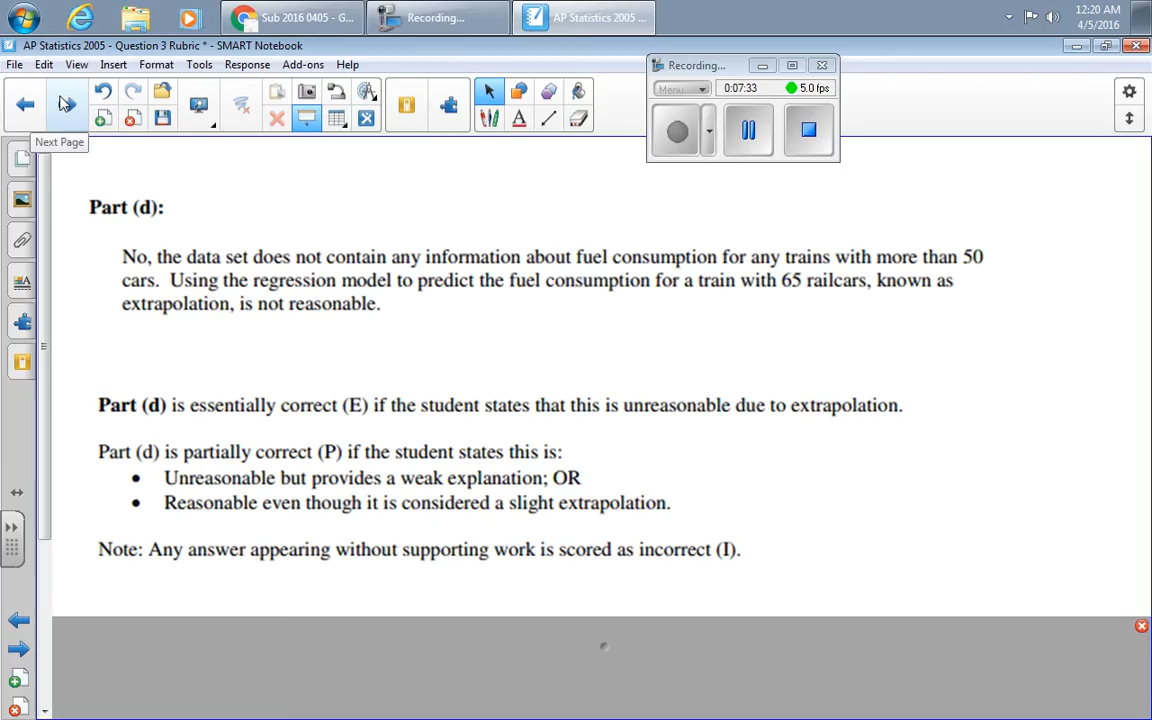 Sub 2016 0405 - G...
Recording...
AP Statistics 2005 ...
12:20 AM
4/5/2016
AP Statistics 2005 - Question 3 Rubric * - SMART Notebook
File Edit View Insert Format Tools Response Add-ons Help
Recording...
Menu
0:07:33
5.0 fps
Next Page
Part (d):
No, the data set does not contain any information about fuel consumption for any trains with more than 50
cars. Using the regression model to predict the fuel consumption for a train with 65 railcars, known as
extrapolation, is not reasonable.
Part (d) is essentially correct (E) if the student states that this is unreasonable due to extrapolation.
Part (d) is partially correct (P) if the student states this is:
• Unreasonable but provides a weak explanation; OR
• Reasonable even though it is considered a slight extrapolation.
Note: Any answer appearing without supporting work is scored as incorrect (I).